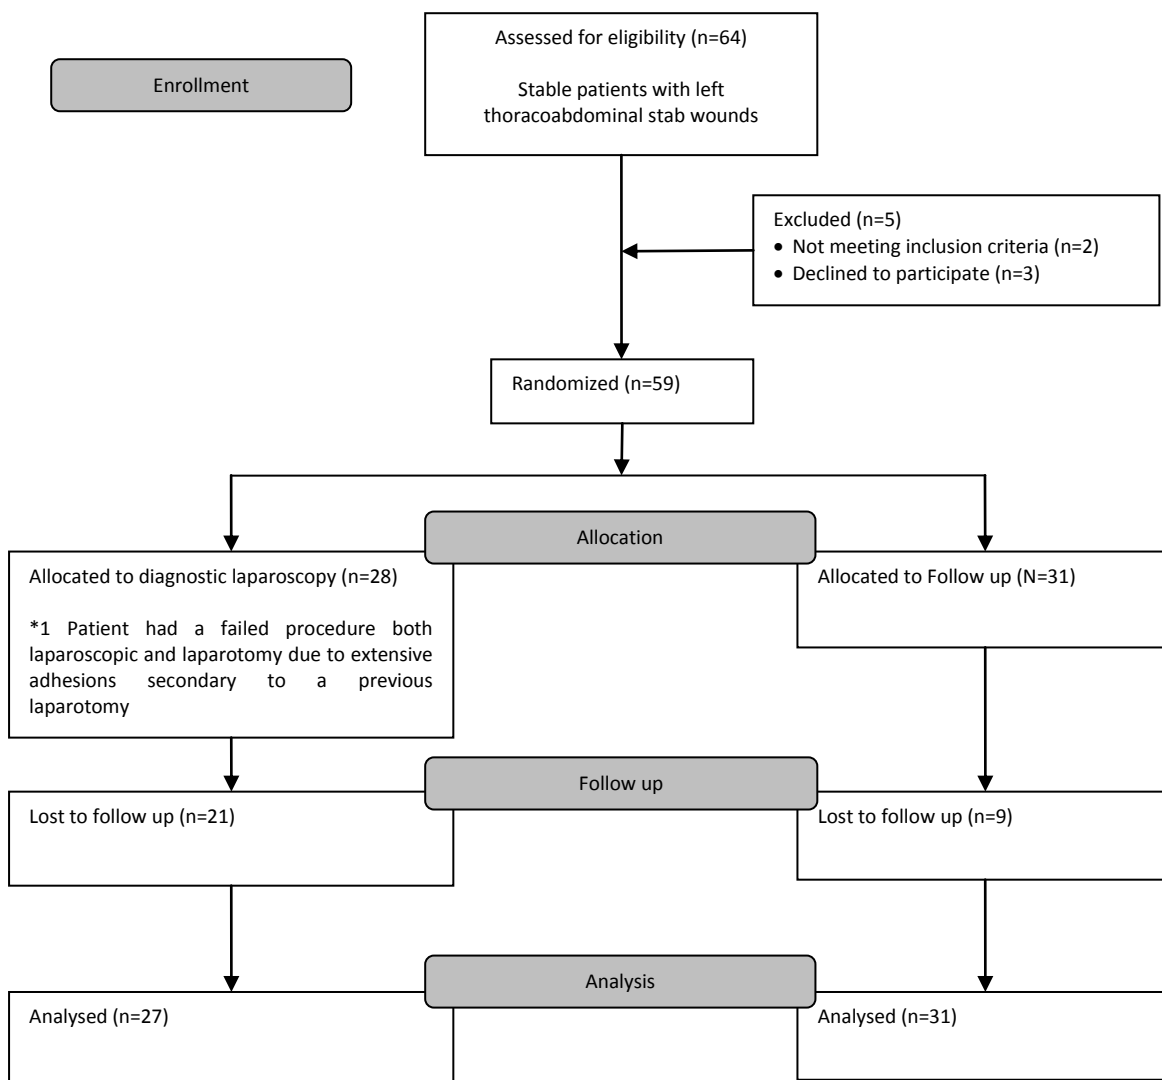 Assessed for eligibility (n=64)
Stable patients with left
thoracoabdominal stab wounds
Enrollment
Excluded (n=5)
• Not meeting inclusion criteria (n=2)
• Declined to participate (n=3)
Randomized (n=59)
Allocation
Allocated to diagnostic laparoscopy (n=28)
*1 Patient had a failed procedure both
laparoscopic and laparotomy due to extensive
adhesions secondary to a previous
laparotomy
Allocated to Follow up (N=31)
Follow up
Lost to follow up (n=21)
Lost to follow up (n=9)
Analysis
Analysed (n=27)
Analysed (n=31)